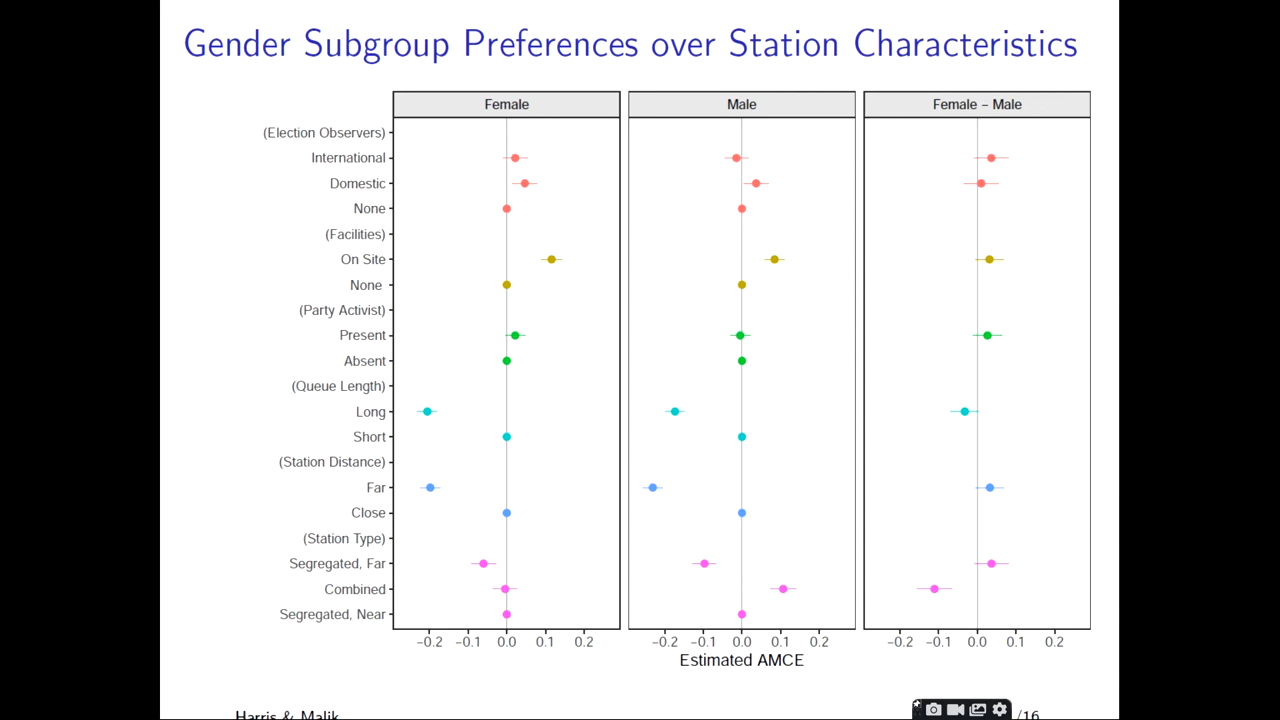 Gender Subgroup Preferences over Station Characteristics
Female Male Female − Male
(Election Observers)
International
Domestic
None
(Facilities)
On Site
None
(Party Activist)
Present
Absent
(Queue Length)
Long
Short
(Station Distance)
Far
Close
(Station Type)
Segregated, Far
Combined
Segregated, Near
−0.2 −0.1 0.0 0.1 0.2 −0.2 −0.1 0.0 0.1 0.2 −0.2 −0.1 0.0 0.1 0.2
Estimated AMCE
Harris & Malik /16